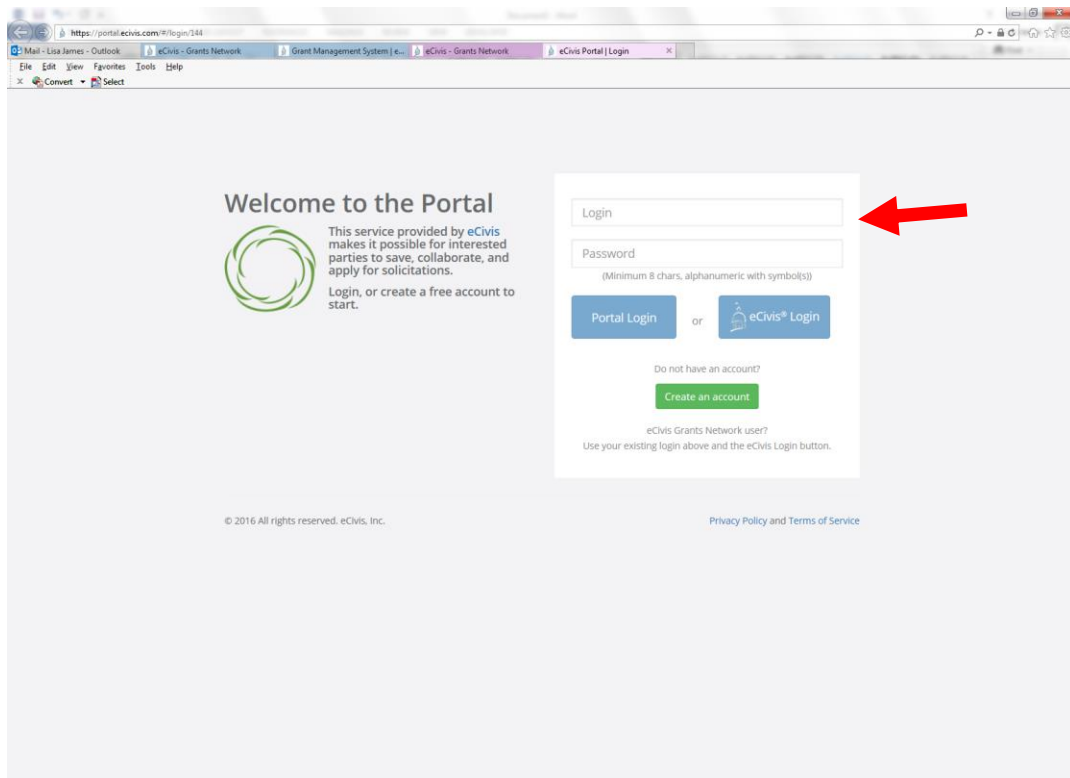 https://portal.ecivis.com/#/login/144
Mail - Lisa James - Outlook
eCivis - Grants Network
Grant Management System | e...
eCivis - Grants Network
eCivis Portal | Login
File Edit View Favorites Tools Help
Convert Select
Welcome to the Portal
This service provided by eCivis
makes it possible for interested
parties to save, collaborate, and
apply for solicitations.
Login, or create a free account to
start.
Login
Password
(Minimum 8 chars, alphanumeric with symbol(s))
Portal Login
or
eCivis® Login
Do not have an account?
Create an account
eCivis Grants Network user?
Use your existing login above and the eCivis Login button.
© 2016 All rights reserved. eCivis, Inc.
Privacy Policy and Terms of Service